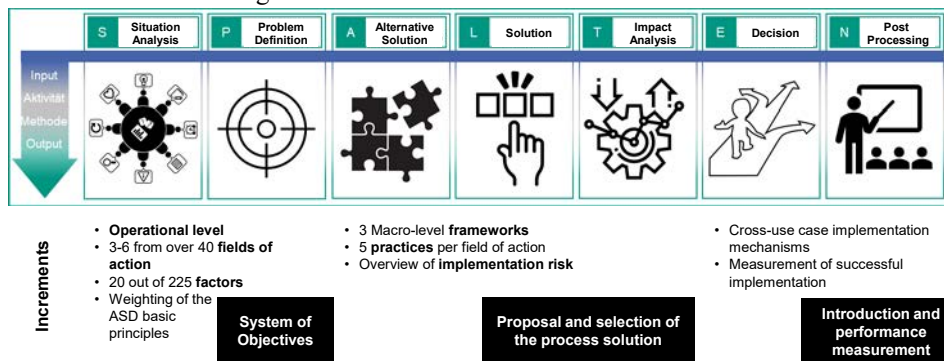 S
Situation
Analysis
P
Problem
Definition
A
Alternative
Solution
L
Solution
T
Impact
Analysis
E
Decision
N
Post
Processing
Input
Aktivität
Methode
Output
Increments
• Operational level
• 3-6 from over 40 fields of
action
• 20 out of 225 factors
• Weighting of the
ASD basic
principles
System of
Objectives
• 3 Macro-level frameworks
• 5 practices per field of action
• Overview of implementation risk
Proposal and selection of
the process solution
• Cross-use case implementation
mechanisms
• Measurement of successful
implementation
Introduction and
performance
measurement